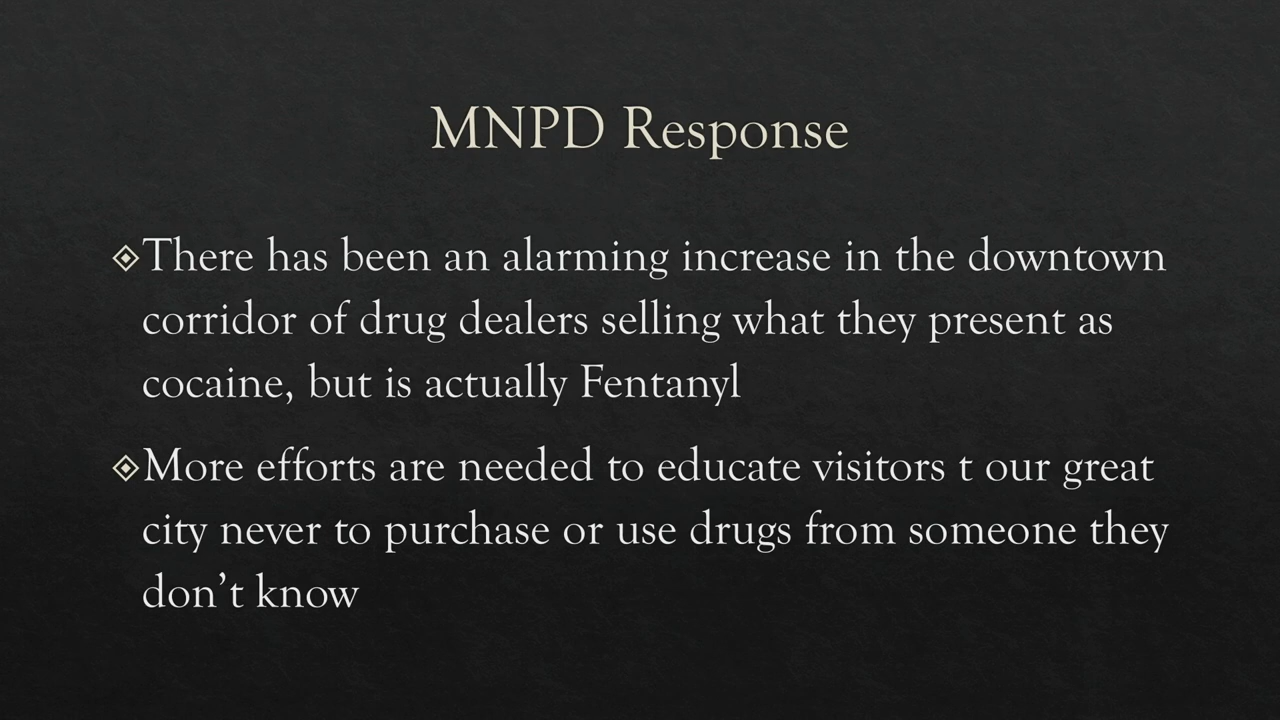 MNPD Response
There has been an alarming increase in the downtown
corridor of drug dealers selling what they present as
cocaine, but is actually Fentanyl
More efforts are needed to educate visitors t our great
city never to purchase or use drugs from someone they
don’t know